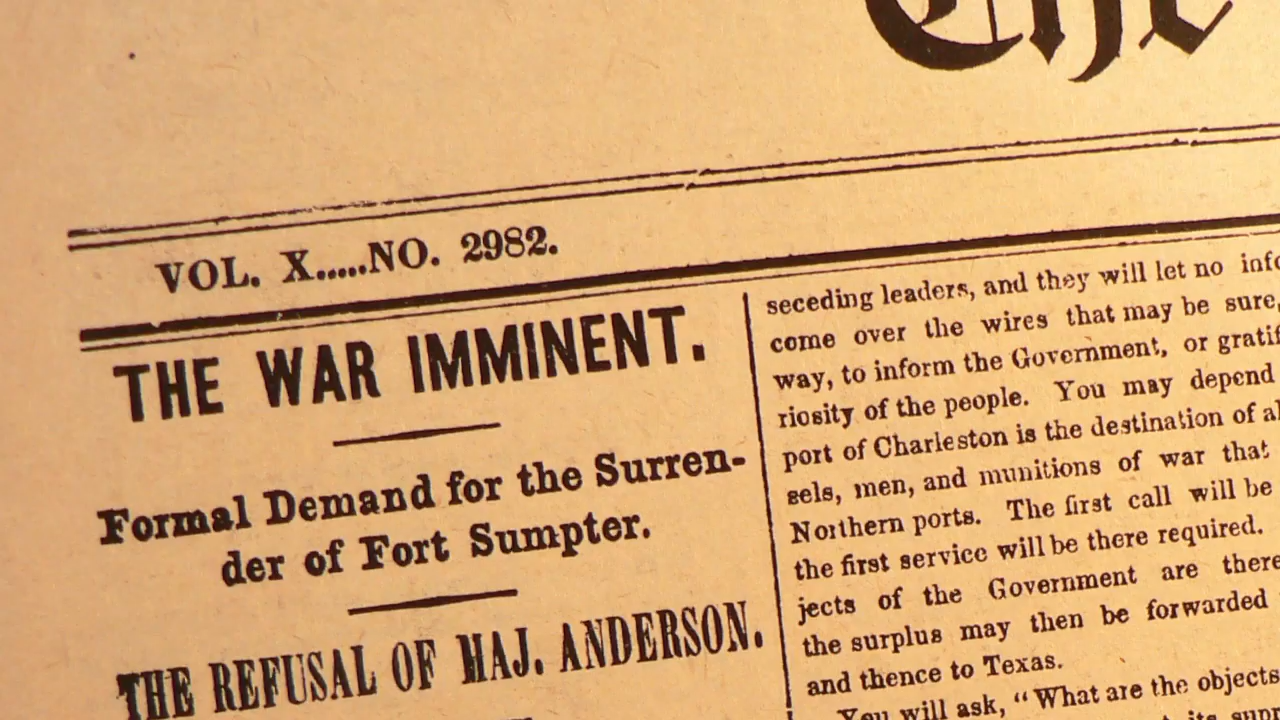 The
VOL. X.....NO. 2982.
THE WAR IMMINENT.
Formal Demand for the Surren-
der of Fort Sumpter.
THE REFUSAL OF MAJ. ANDERSON.
seceding leaders, and they will let no
come over the wires that may be sure,
way, to inform the Government, or
riosity of the people. You may depend
port of Charleston is the destination of
sels, men, and munitions of war that
Northern ports. The first call will be
the first service will be there required.
jects of the Government are there
the surplus may then be forwarded
and thence to Texas.
You will ask, "What are the objects